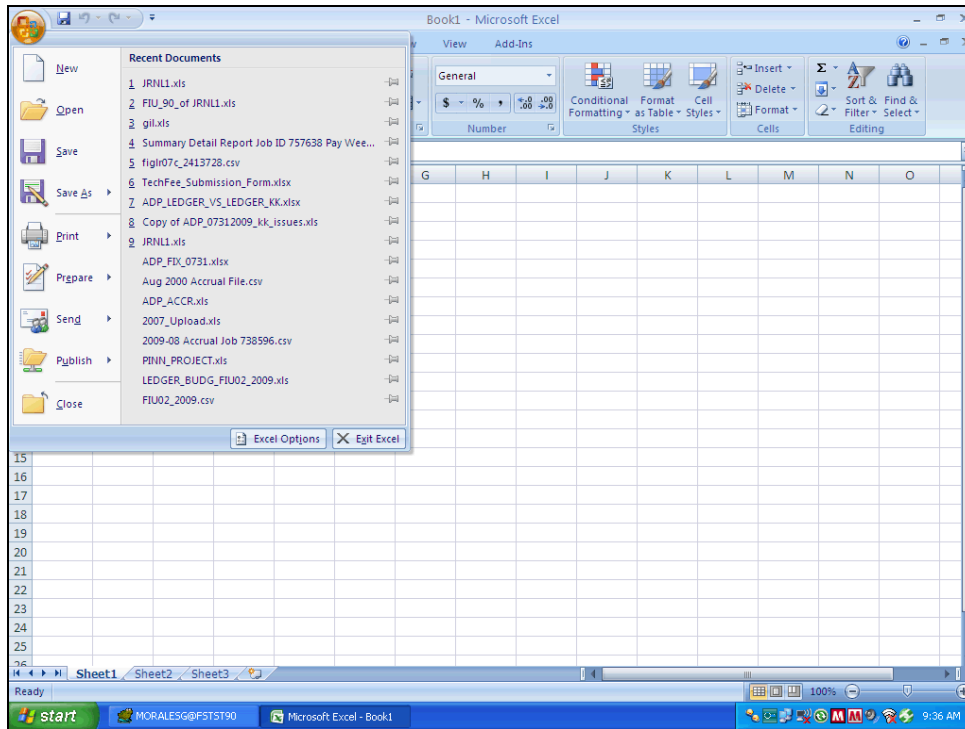 Book1 - Microsoft Excel
View Add-Ins
New
Open
Save
Save As
Print
Prepare
Send
Publish
Close
Recent Documents
1 JRNL1.xls
2 FIU_90_of JRNL1.xls
3 gil.xls
4 Summary Detail Report Job ID 757638 Pay Wee...
5 figlr07c_2413728.csv
6 TechFee_Submission_Form.xlsx
7 ADP_LEDGER_VS_LEDGER_KK.xlsx
8 Copy of ADP_07312009_kk_issues.xls
9 JRNL1.xls
ADP_FIX_0731.xlsx
Aug 2000 Accrual File.csv
ADP_ACCR.xls
2007_Upload.xls
2009-08 Accrual Job 738596.csv
PINN_PROJECT.xls
LEDGER_BUDG_FIU02_2009.xls
FIU02_2009.csv
Excel Options Exit Excel
General
$ % , .0 .00 .00 .0
Number
Conditional Formatting
Format as Table
Cell Styles
Styles
Insert
Delete
Format
Cells
Σ
Sort & Filter
Find & Select
Editing
G H I J K L M N O
15
16
17
18
19
20
21
22
23
24
25
26
Sheet1 Sheet2 Sheet3
Ready 100%
start MORALESG@FSTST90 Microsoft Excel - Book1 9:36 AM